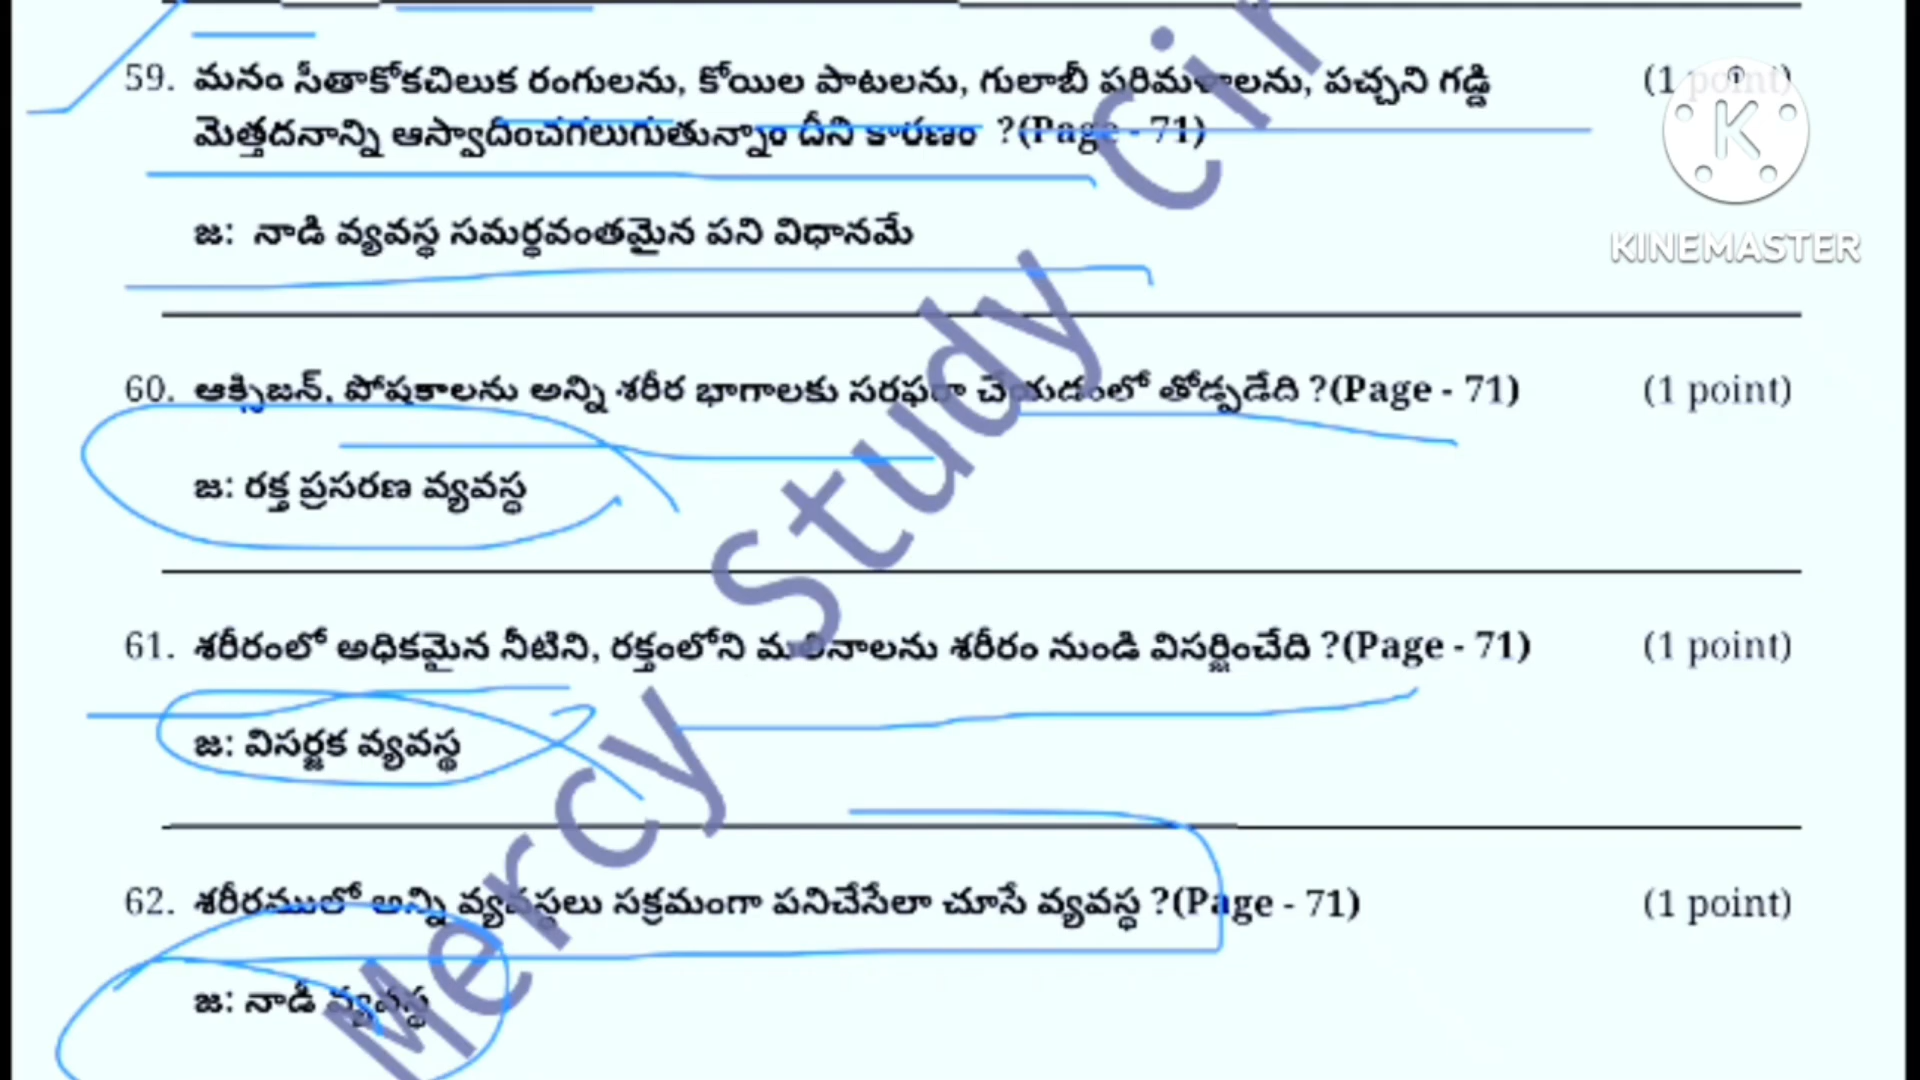 59. మనం సీతాకోకచిలుక రంగులను, కోయిల పాటలను, గులాబీ పరిమళాలను, పచ్చని గడ్డి (1 point)
మెత్తదనాన్ని ఆస్వాదించగలుగుతున్నాం దీని కారణం ?(Page - 71)
జ: నాడి వ్యవస్థ సమర్థవంతమైన పని విధానమే
60. ఆక్సిజన్, పోషకాలను అన్ని శరీర భాగాలకు సరఫరా చేయడంలో తోడ్పడేది ?(Page - 71) (1 point)
జ: రక్త ప్రసరణ వ్యవస్థ
61. శరీరంలో అధికమైన నీటిని, రక్తంలోని మలినాలను శరీరం నుండి విసర్జించేది ?(Page - 71) (1 point)
జ: విసర్జక వ్యవస్థ
62. శరీరములో అన్ని వ్యవస్థలు సక్రమంగా పనిచేసేలా చూసే వ్యవస్థ ?(Page - 71) (1 point)
జ: నాడీ వ్యవస్థ
Mercy Study Cir
K
KINEMASTER